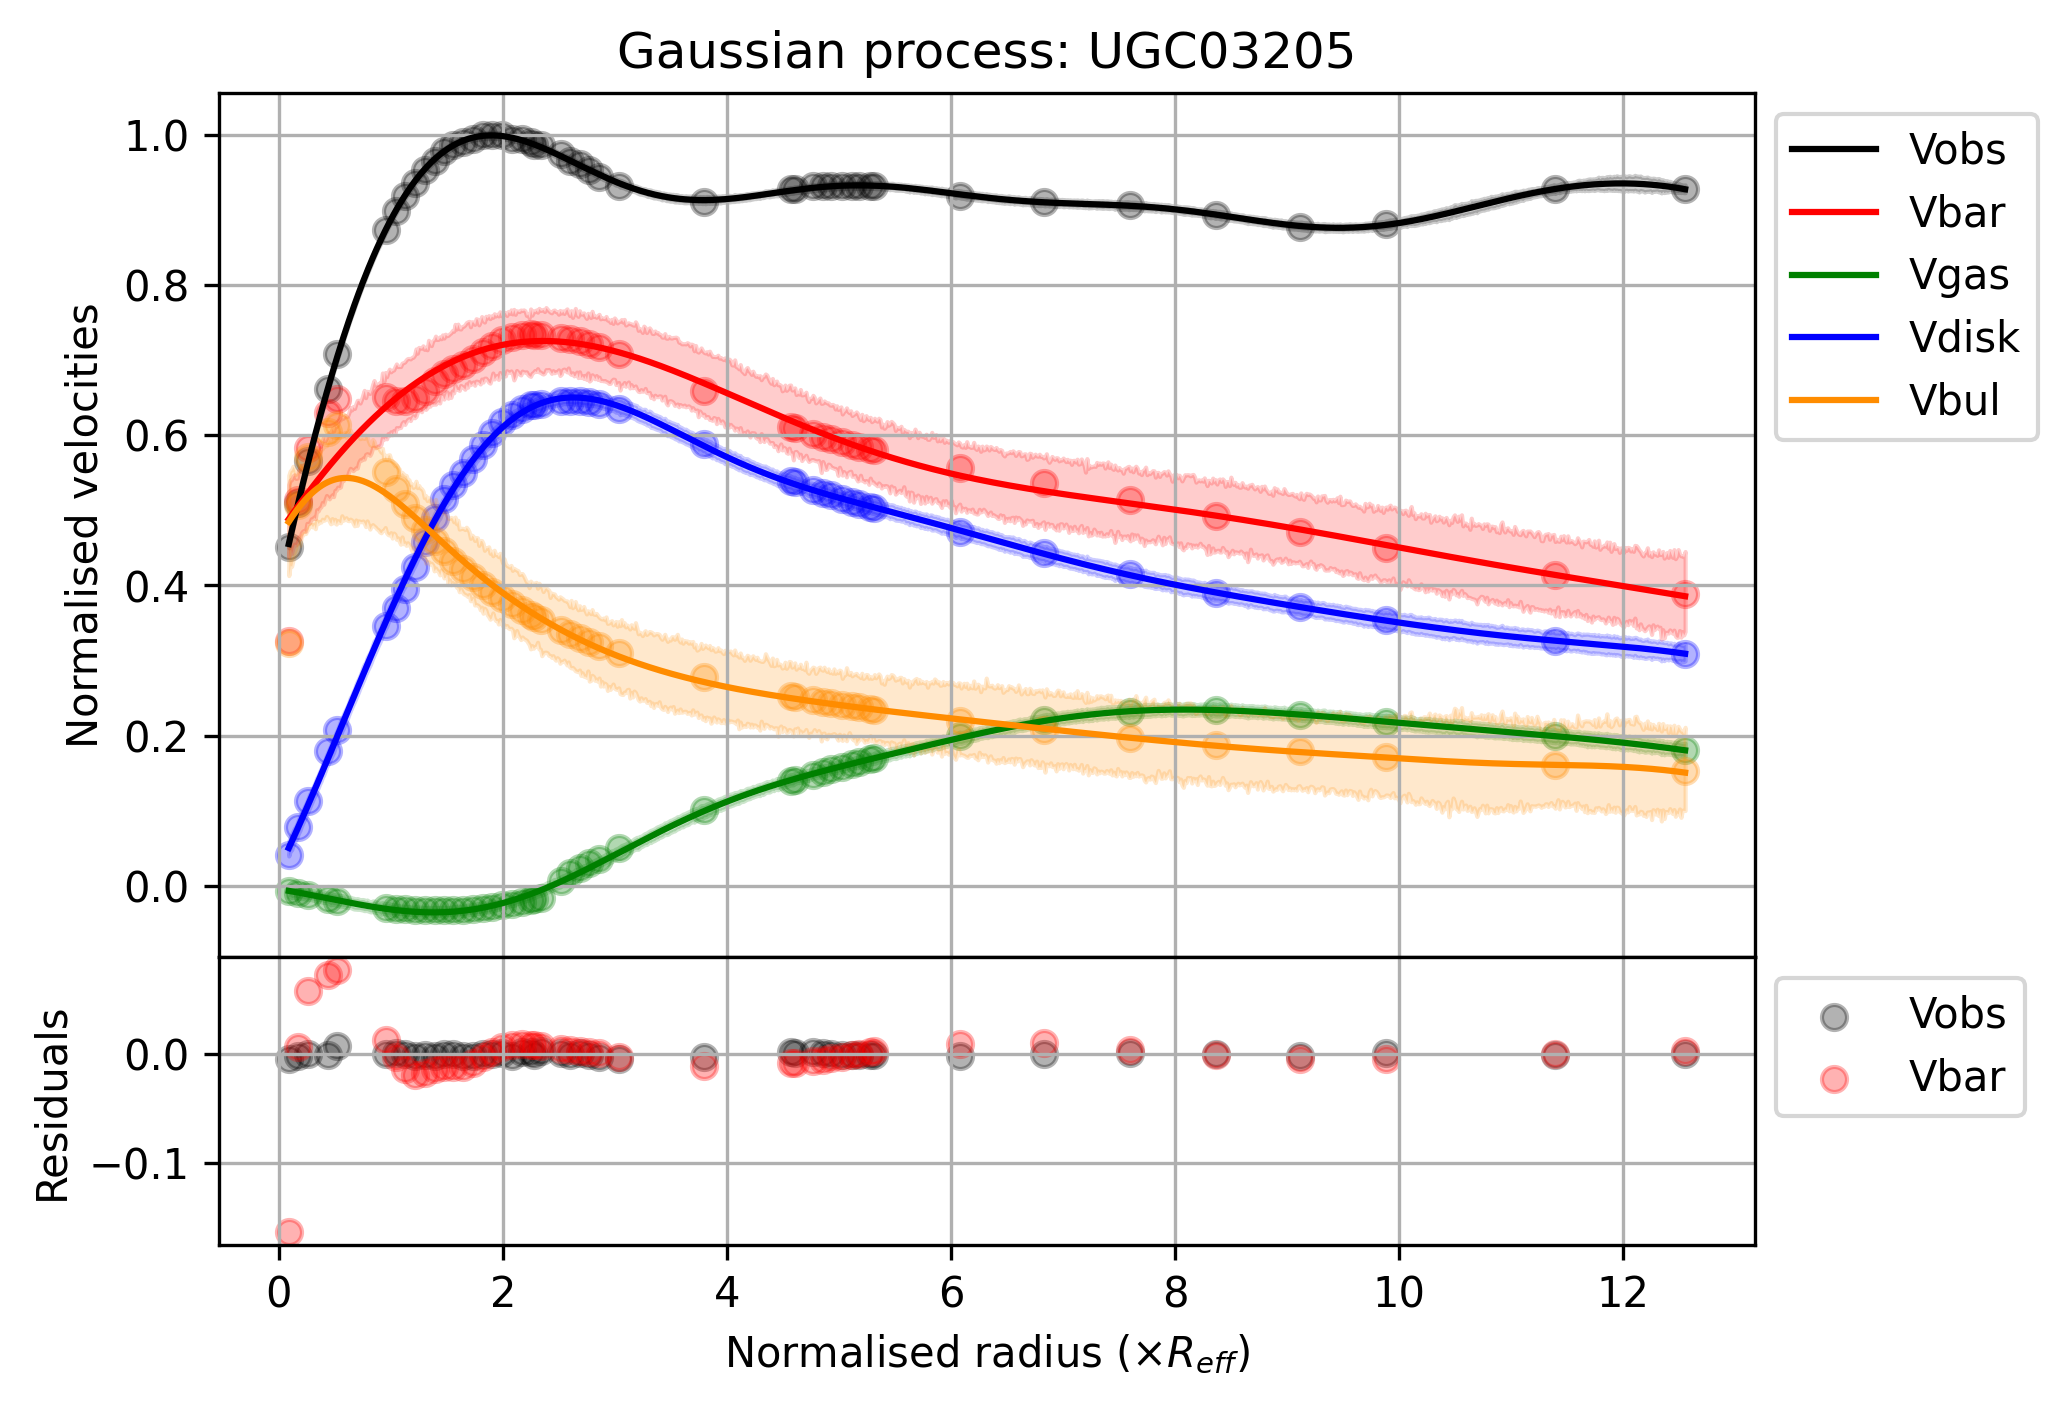 Gaussian process: UGC03205
Normalised velocities
1.0
0.8
0.6
0.4
0.2
0.0
Vobs
Vbar
Vgas
Vdisk
Vbul
Residuals
0.0
−0.1
Vobs
Vbar
0 2 4 6 8 10 12
Normalised radius (×R_{eff})